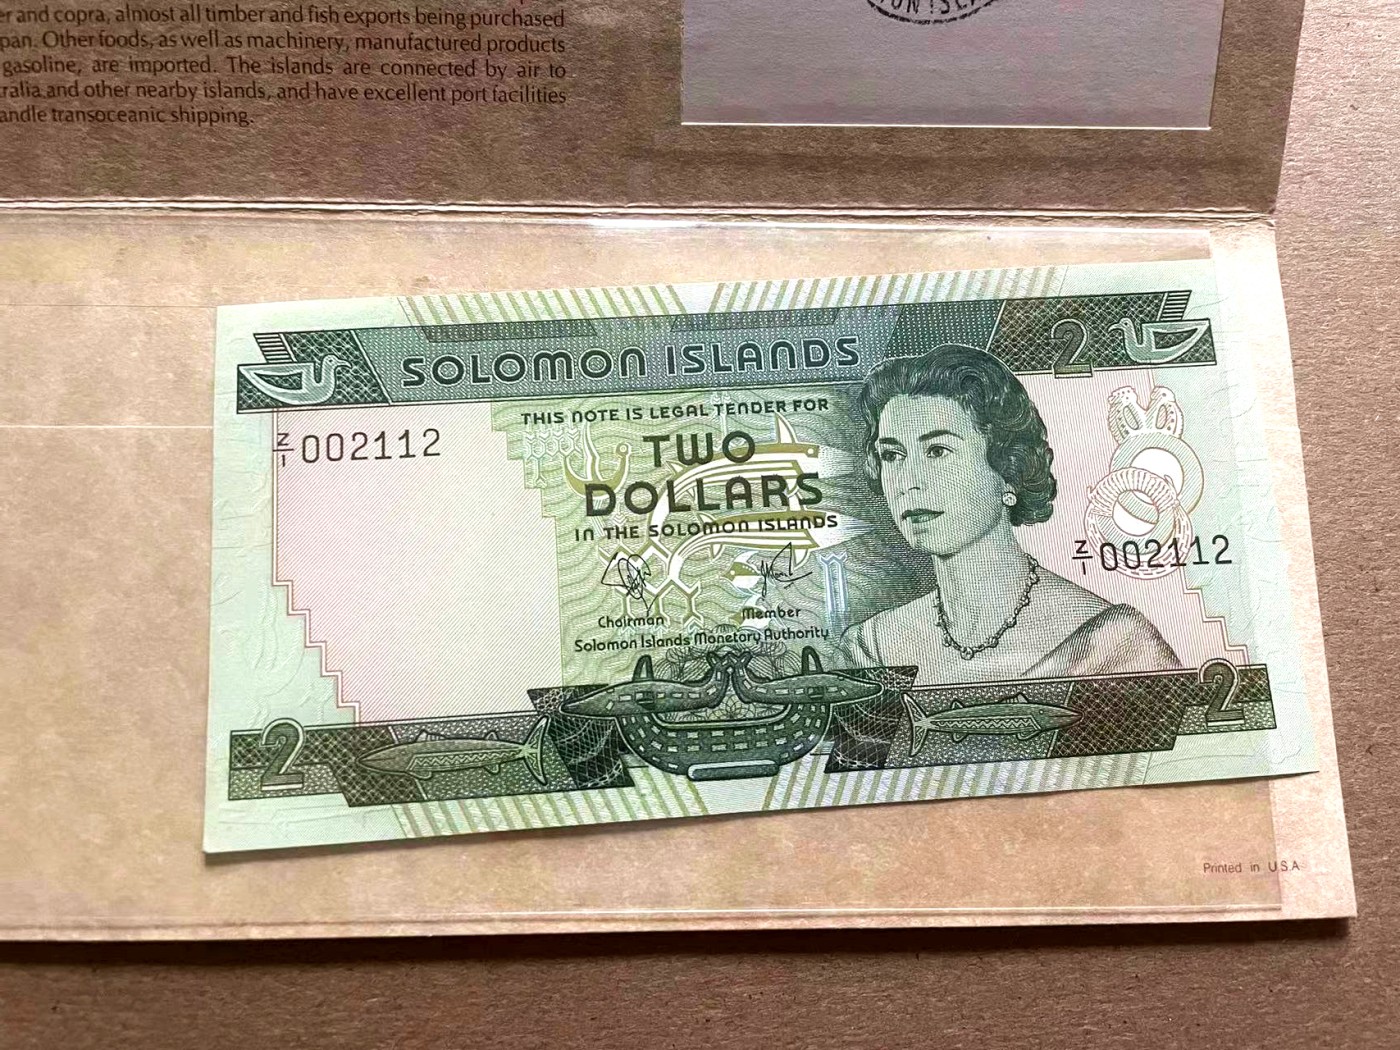 er and copra, almost all timber and fish exports being purchased
pan. Other foods, as well as machinery, manufactured products
gasoline, are imported. The islands are connected by air to
ralia and other nearby islands, and have excellent port facilities
andle transoceanic shipping.
SOLOMON ISLANDS
2
THIS NOTE IS LEGAL TENDER FOR
Z/1 002112
TWO
DOLLARS
IN THE SOLOMON ISLANDS
Z/1 002112
Chairman
Member
Solomon Islands Monetary Authority
2
2
Printed in U.S.A.